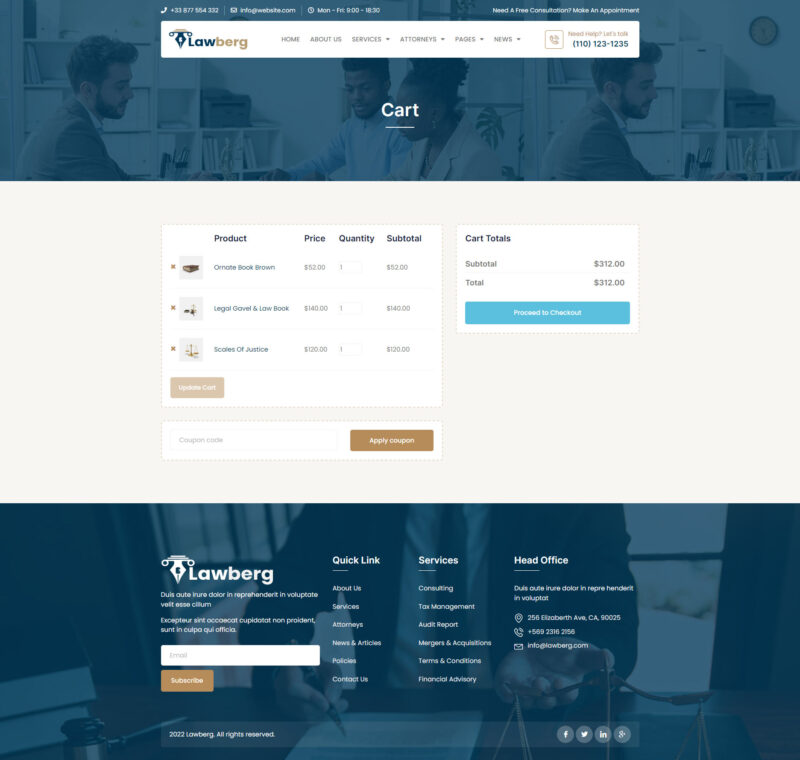 +33 877 554 332 info@website.com Mon - Fri: 9:00 - 18:30 Need A Free Consultation? Make An Appointment
Lawberg HOME ABOUT US SERVICES ATTORNEYS PAGES NEWS Need Help? Let's talk
(110) 123-1235
Cart
Product Price Quantity Subtotal
× Ornate Book Brown $52.00 1 $52.00
× Legal Gavel & Law Book $140.00 1 $140.00
× Scales Of Justice $120.00 1 $120.00
Update Cart
Coupon code Apply coupon
Cart Totals
Subtotal $312.00
Total $312.00
Proceed to Checkout
Lawberg
Duis aute irure dolor in reprehenderit in voluptate
velit esse cillum
Excepteur sint occaecat cupidatat non proident,
sunt in culpa qui officia.
Email
Subscribe
Quick Link
About Us
Services
Attorneys
News & Articles
Policies
Contact Us
Services
Consulting
Tax Management
Audit Report
Mergers & Acquisitions
Terms & Conditions
Financial Advisory
Head Office
Duis aute irure dolor in repre henderit
in voluptat
256 Elizaberth Ave, CA, 90025
+569 2316 2156
info@lawberg.com
2022 Lawberg. All rights reserved.